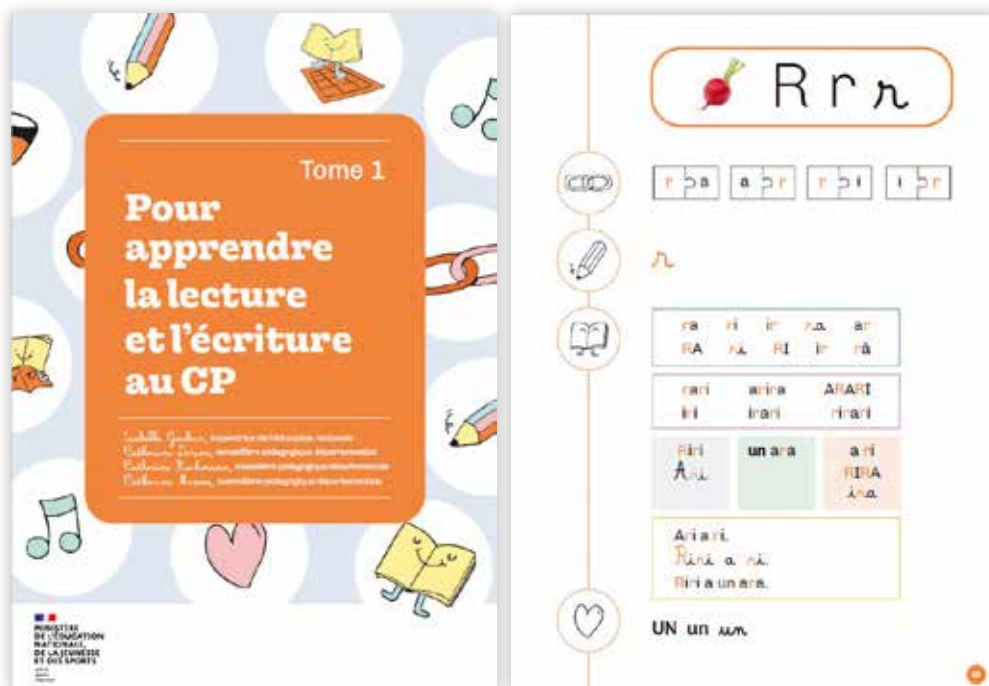 Tome 1
Pour
apprendre
la lecture
et l'écriture
au CP
MINISTÈRE
DE L'ÉDUCATION
NATIONALE,
DE LA JEUNESSE
ET DES SPORTS
R r r
r a a r r i i r
r
ra ri ir ra ar
RA ri RI ir rà
rari arira ARARI
iri irari rirari
Riri un ara a ri
Ari RIRA
ira
Ari a ri.
Riri a ri.
Riri a un ara.
UN un un